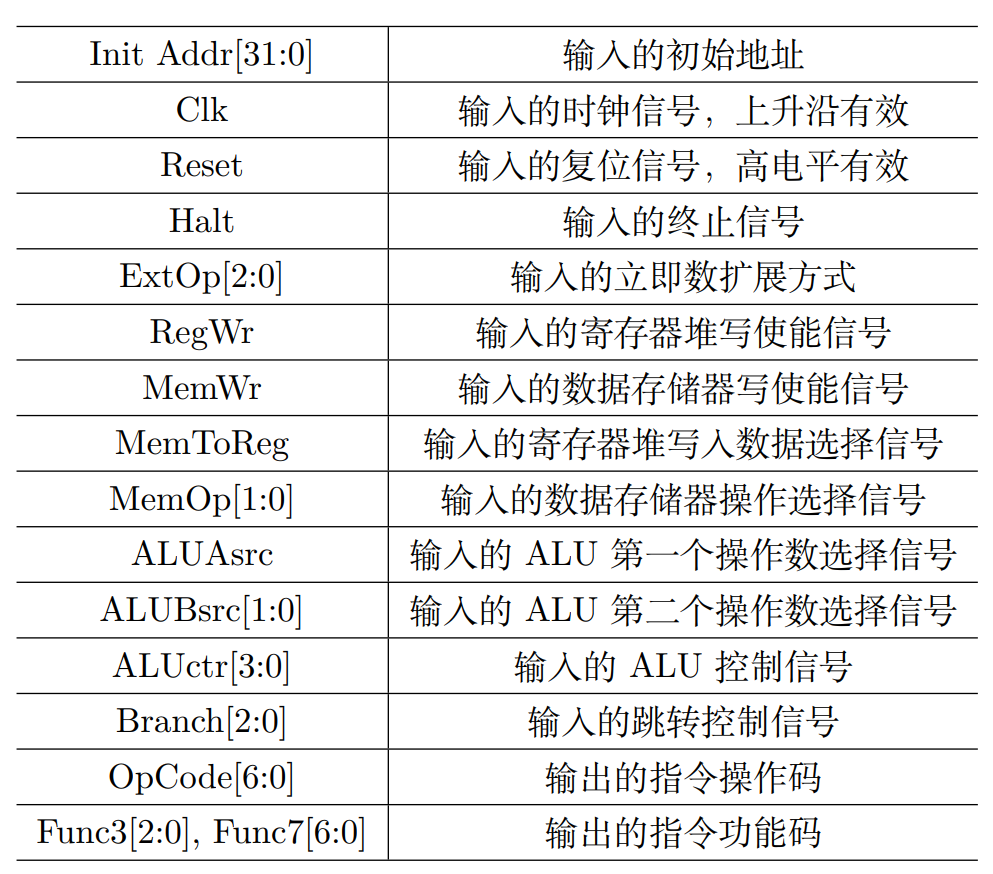 Init Addr[31:0] 输入的初始地址
Clk 输入的时钟信号，上升沿有效
Reset 输入的复位信号，高电平有效
Halt 输入的终止信号
ExtOp[2:0] 输入的立即数扩展方式
RegWr 输入的寄存器堆写使能信号
MemWr 输入的数据存储器写使能信号
MemToReg 输入的寄存器堆写入数据选择信号
MemOp[1:0] 输入的数据存储器操作选择信号
ALUAsrc 输入的 ALU 第一个操作数选择信号
ALUBsrc[1:0] 输入的 ALU 第二个操作数选择信号
ALUctr[3:0] 输入的 ALU 控制信号
Branch[2:0] 输入的跳转控制信号
OpCode[6:0] 输出的指令操作码
Func3[2:0], Func7[6:0] 输出的指令功能码